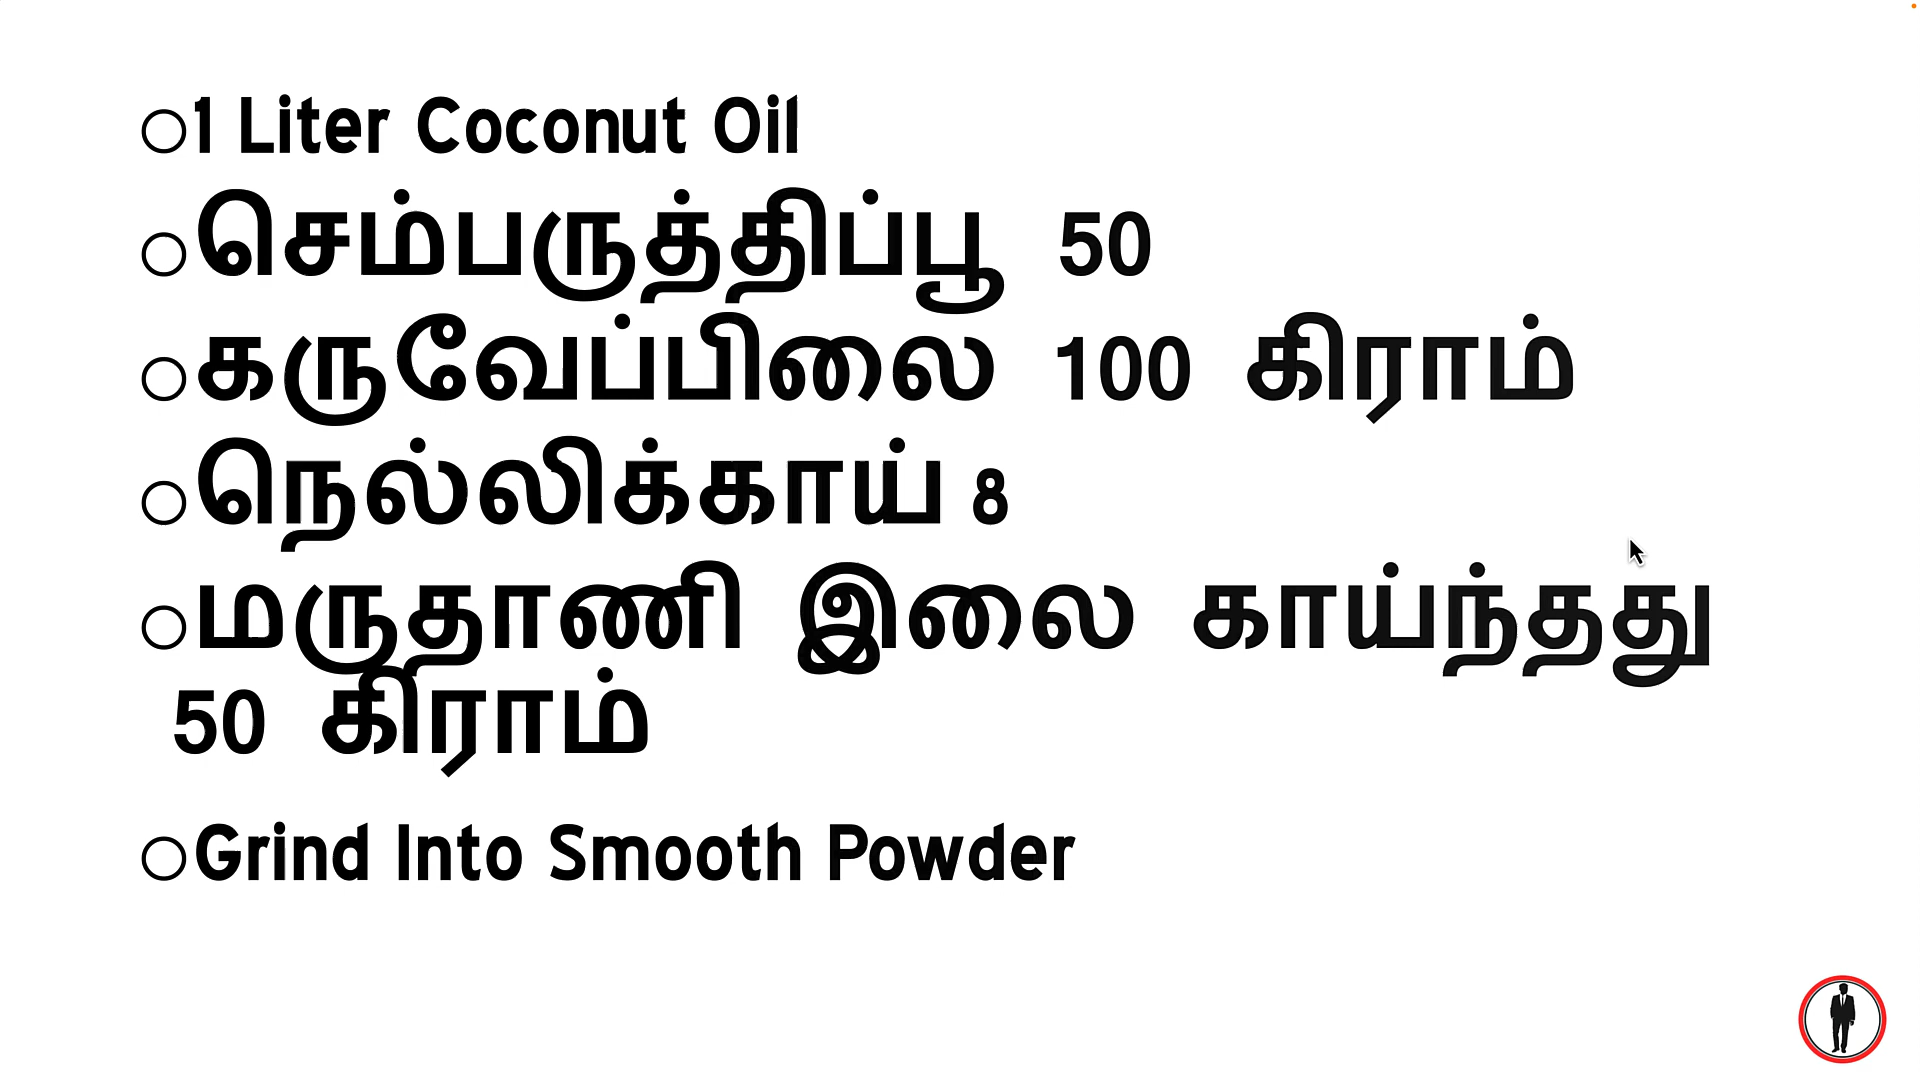 ○1 Liter Coconut Oil
○செம்பருத்திப்பூ 50
○கருவேப்பிலை 100 கிராம்
○நெல்லிக்காய் 8
○மருதாணி இலை காய்ந்தது
50 கிராம்
○Grind Into Smooth Powder